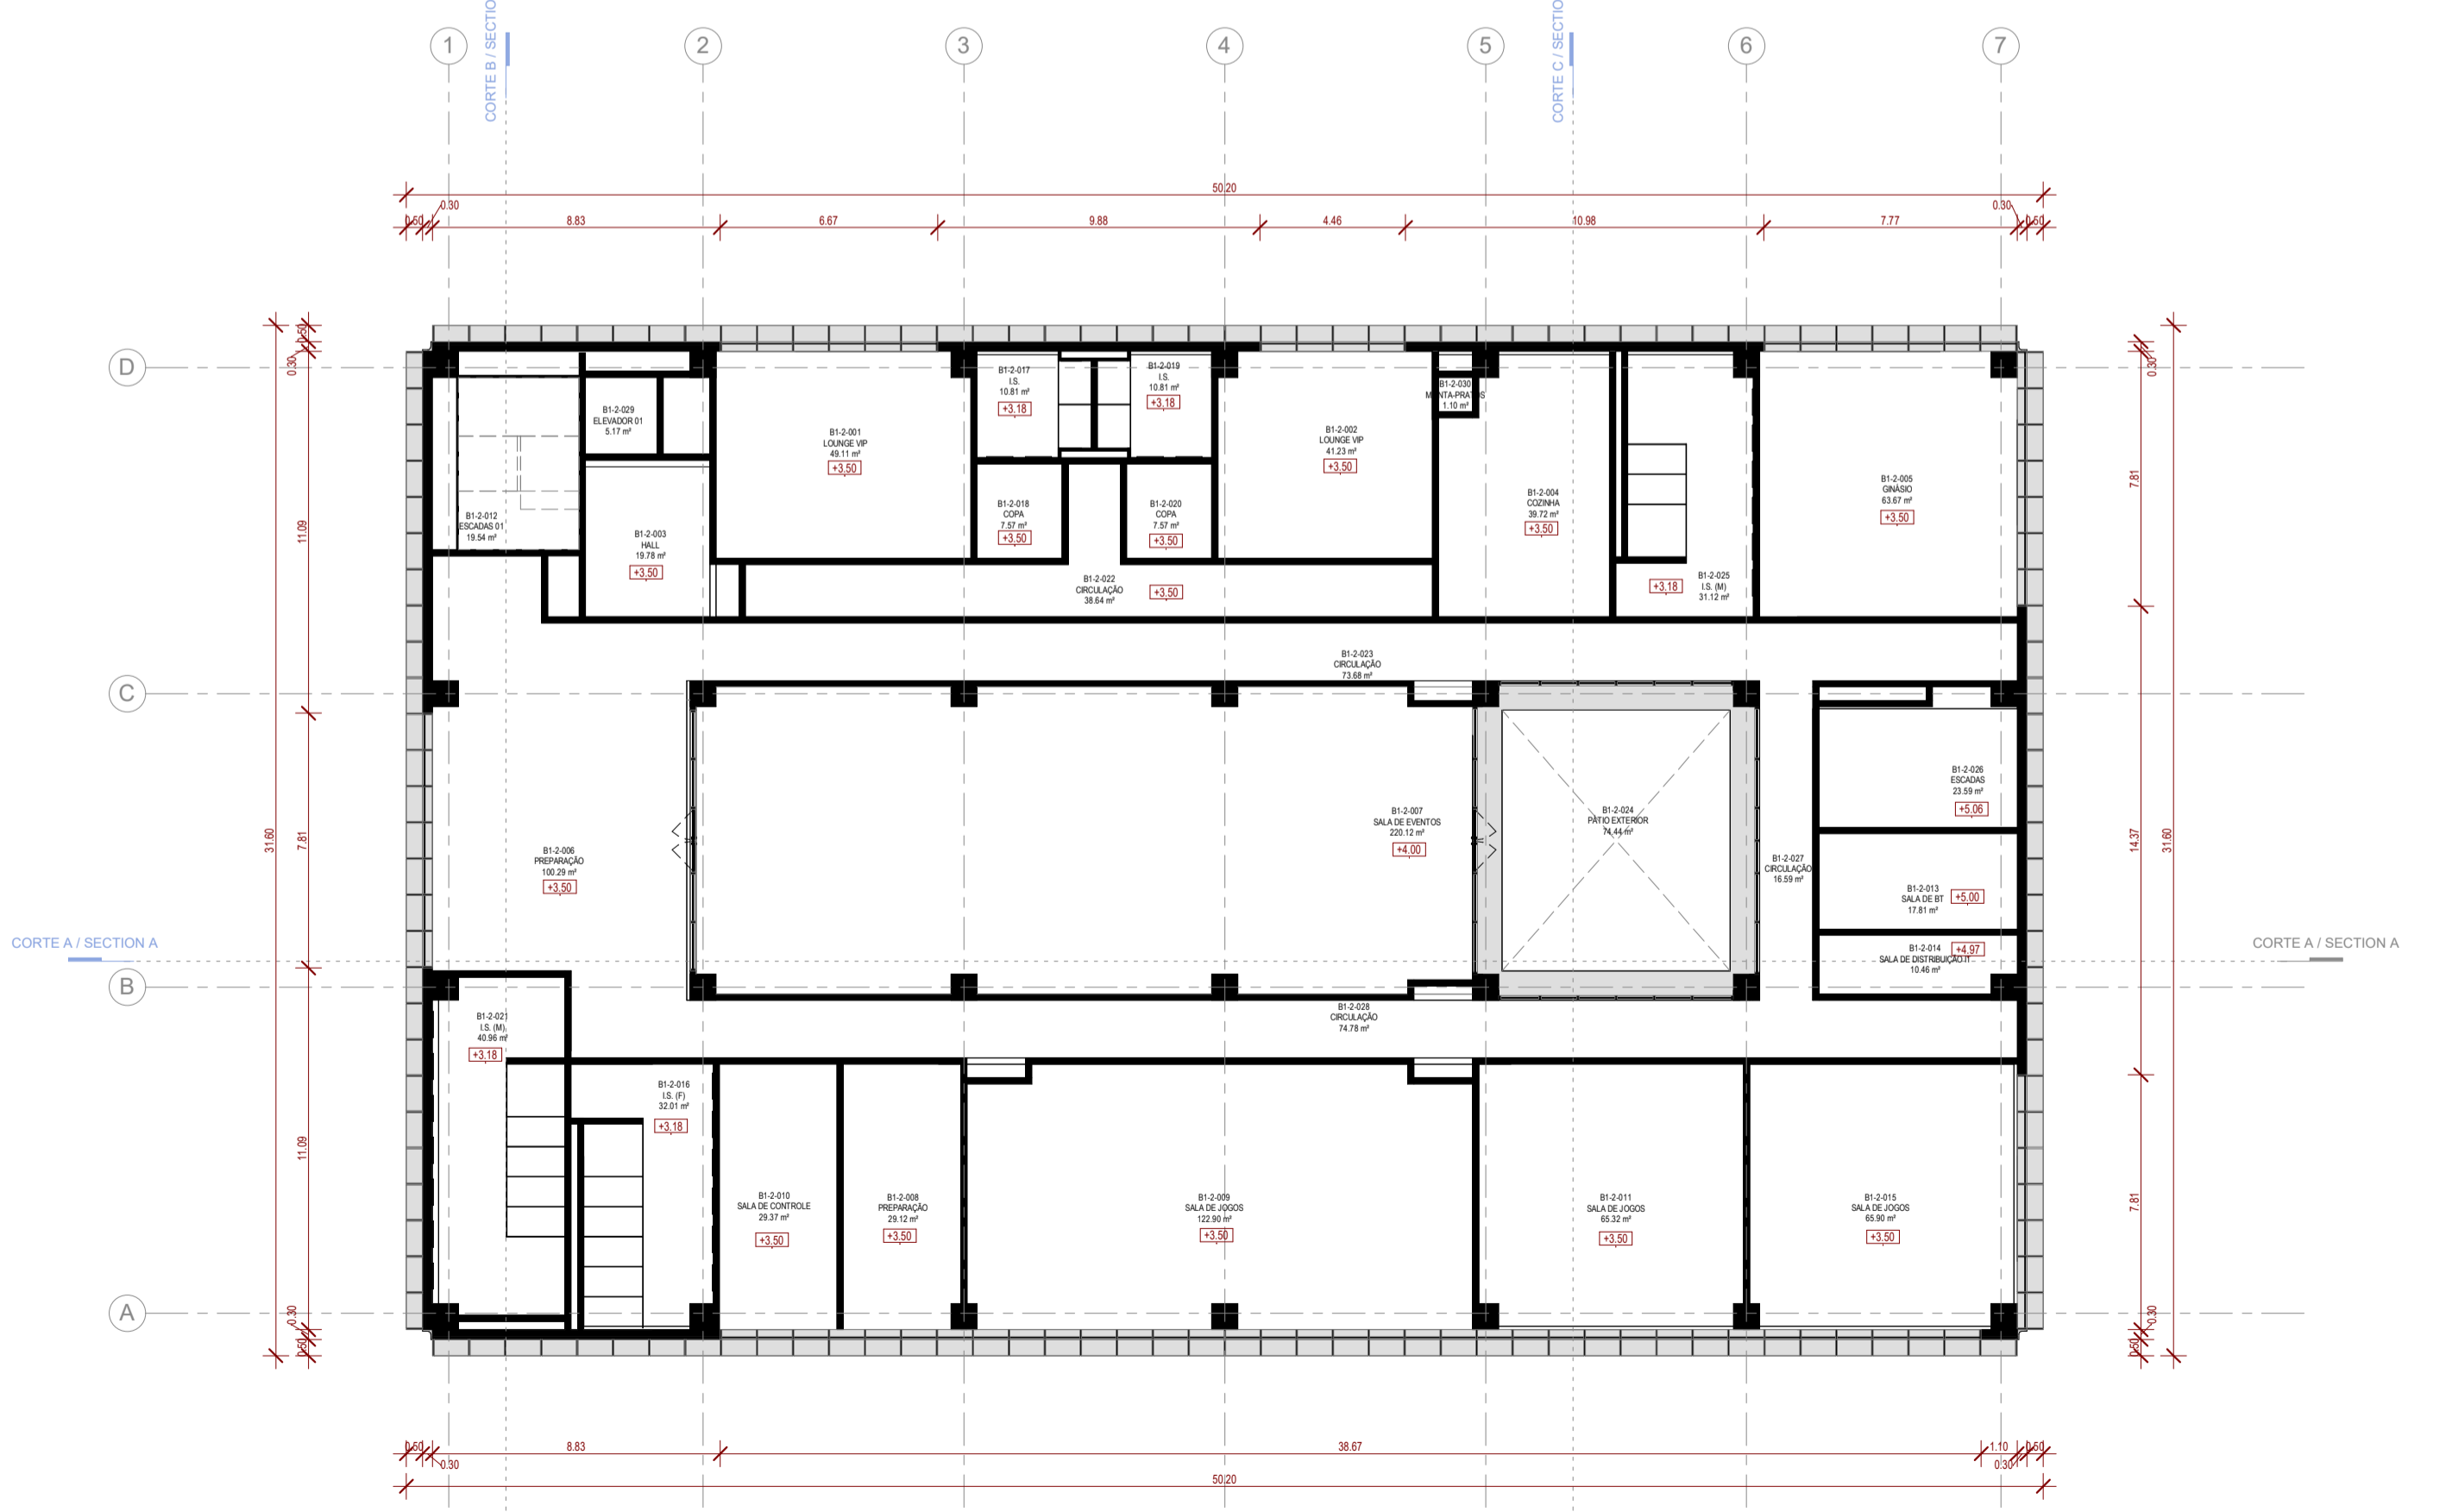 CORTE B / SECTIO
CORTE C / SECTIO
1
2
3
4
5
6
7
50.20
0.50
0.30
8.83
6.67
9.88
4.46
10.98
7.77
0.30
0.50
D
C
B
A
31.60
0.50
0.30
11.09
7.81
11.09
0.30
0.50
0.30
7.81
14.37
31.60
7.81
0.30
0.50
B1-2-029
ELEVADOR 01
5.17 m²
B1-2-012
ESCADAS 01
19.54 m²
B1-2-003
HALL
19.78 m²
+3.50
B1-2-001
LOUNGE VIP
49.11 m²
+3.50
B1-2-017
I.S.
10.81 m²
+3.18
B1-2-019
I.S.
10.81 m²
+3.18
B1-2-018
COPA
7.57 m²
+3.50
B1-2-020
COPA
7.57 m²
+3.50
B1-2-002
LOUNGE VIP
41.23 m²
+3.50
B1-2-030
1.10 m²
B1-2-004
COZINHA
39.72 m²
+3.50
B1-2-005
GINÁSIO
63.67 m²
+3.50
B1-2-022
CIRCULAÇÃO
38.64 m²
+3.50
+3.18
B1-2-025
I.S. (M)
31.12 m²
B1-2-023
CIRCULAÇÃO
73.68 m²
B1-2-026
ESCADAS
23.59 m²
+5.06
B1-2-007
SALA DE EVENTOS
220.12 m²
+4.00
B1-2-024
PÁTIO EXTERIOR
74.44 m²
B1-2-006
PREPARAÇÃO
100.29 m²
+3.50
B1-2-027
CIRCULAÇÃO
16.59 m²
B1-2-013
SALA DE BT
17.81 m²
+5.00
B1-2-014
SALA DE DISTRIBUIÇÃO IT
10.46 m²
+4.97
CORTE A / SECTION A
CORTE A / SECTION A
B1-2-021
I.S. (M)
40.96 m²
+3.18
B1-2-028
CIRCULAÇÃO
74.78 m²
B1-2-016
I.S. (F)
32.01 m²
+3.18
B1-2-010
SALA DE CONTROLE
29.37 m²
+3.50
B1-2-008
PREPARAÇÃO
29.12 m²
+3.50
B1-2-009
SALA DE JOGOS
122.90 m²
+3.50
B1-2-011
SALA DE JOGOS
65.32 m²
+3.50
B1-2-015
SALA DE JOGOS
65.90 m²
+3.50
0.50
0.30
8.83
38.67
1.10
0.30
0.50
50.20